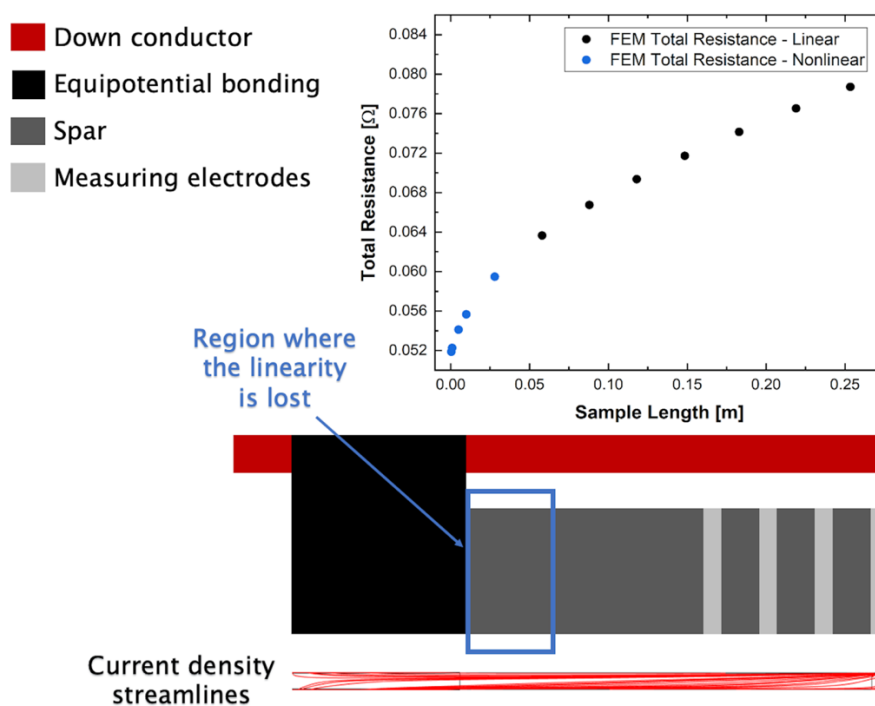 Down conductor
Equipotential bonding
Spar
Measuring electrodes
FEM Total Resistance - Linear
FEM Total Resistance - Nonlinear
Total Resistance [Ω]
0.084
0.080
0.076
0.072
0.068
0.064
0.060
0.056
0.052
0.00 0.05 0.10 0.15 0.20 0.25
Sample Length [m]
Region where
the linearity
is lost
Current density
streamlines